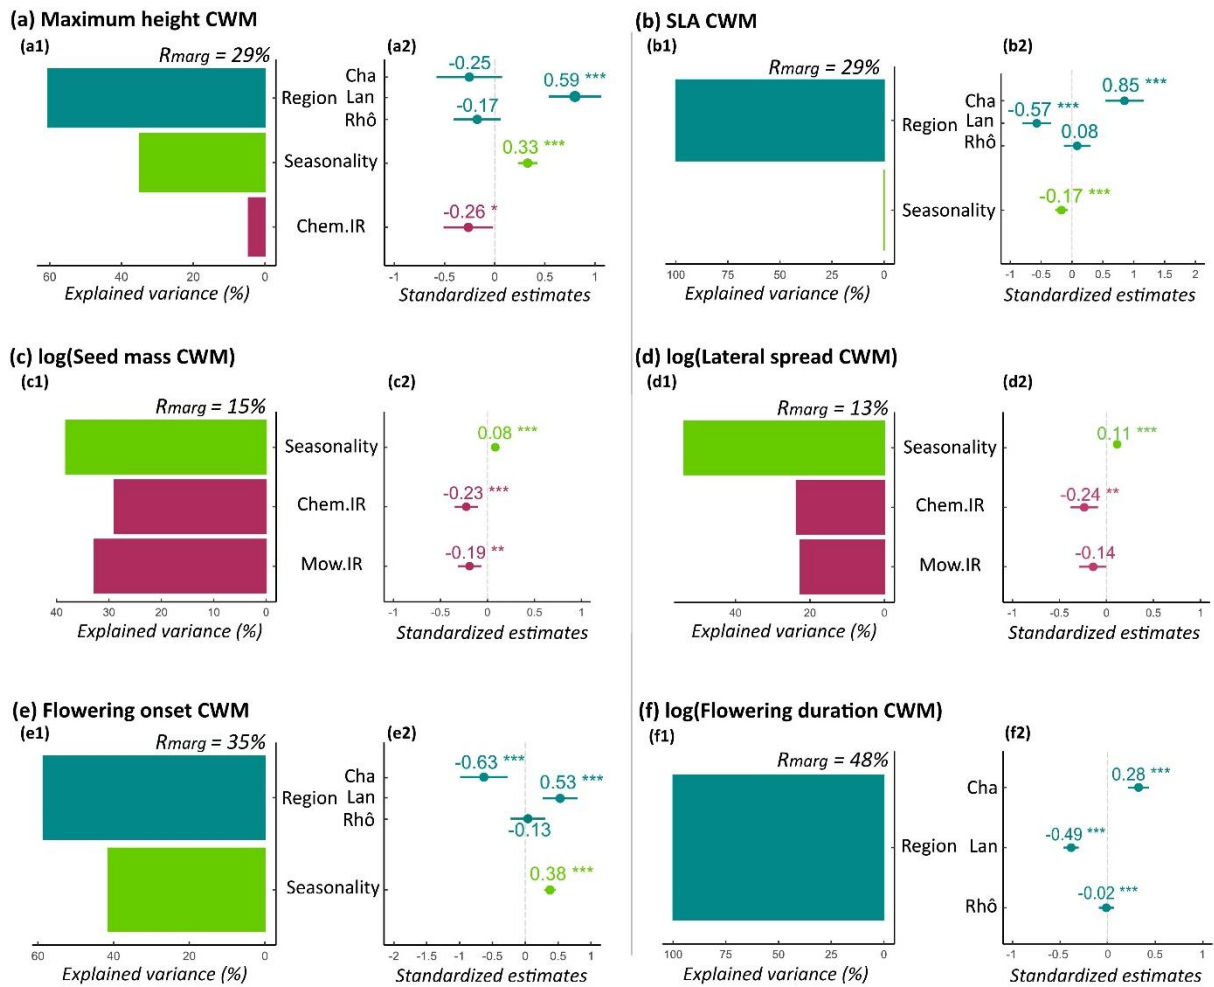 (a) Maximum height CWM
(a1)
Rmarg = 29%
Region
Seasonality
Chem.IR
60 40 20 0
Explained variance (%)
(a2)
Cha
Lan
Rhô
-0.25
0.59 ***
-0.17
0.33 ***
-0.26 *
-1 -0.5 0 0.5 1
Standardized estimates
(b) SLA CWM
(b1)
Rmarg = 29%
Region
Seasonality
100 75 50 25 0
Explained variance (%)
(b2)
Cha
Lan
Rhô
0.85 ***
-0.57 ***
0.08
-0.17 ***
-1 -0.5 0 0.5 1 1.5 2
Standardized estimates
(c) log(Seed mass CWM)
(c1)
Rmarg = 15%
Seasonality
Chem.IR
Mow.IR
40 30 20 10 0
Explained variance (%)
(c2)
0.08 ***
-0.23 ***
-0.19 **
-1 -0.5 0 0.5 1
Standardized estimates
(d) log(Lateral spread CWM)
(d1)
Rmarg = 13%
Seasonality
Chem.IR
Mow.IR
40 20 0
Explained variance (%)
(d2)
0.11 ***
-0.24 **
-0.14
-1 -0.5 0 0.5 1
Standardized estimates
(e) Flowering onset CWM
(e1)
Rmarg = 35%
Region
Seasonality
60 40 20 0
Explained variance (%)
(e2)
Cha
Lan
Rhô
-0.63 ***
0.53 ***
-0.13
0.38 ***
-2 -1.5 -1 -0.5 0 0.5 1
Standardized estimates
(f) log(Flowering duration CWM)
(f1)
Rmarg = 48%
Region
100 75 50 25 0
Explained variance (%)
(f2)
Cha
Lan
Rhô
0.28 ***
-0.49 ***
-0.02 ***
-1 -0.5 0 0.5 1
Standardized estimates